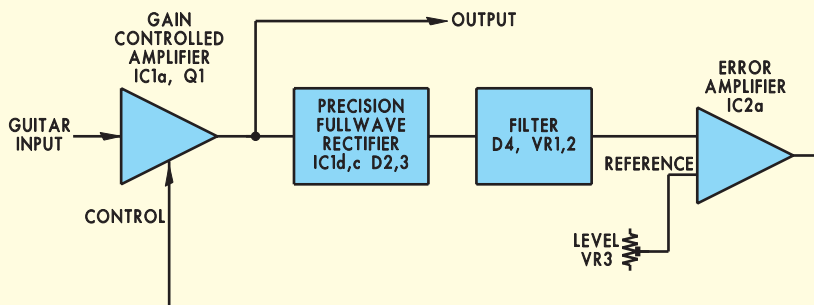 GAIN
CONTROLLED
AMPLIFIER
IC1a, Q1
OUTPUT
GUITAR
INPUT
PRECISION
FULLWAVE
RECTIFIER
IC1d,c D2,3
FILTER
D4, VR1,2
ERROR
AMPLIFIER
IC2a
REFERENCE
CONTROL
LEVEL
VR3